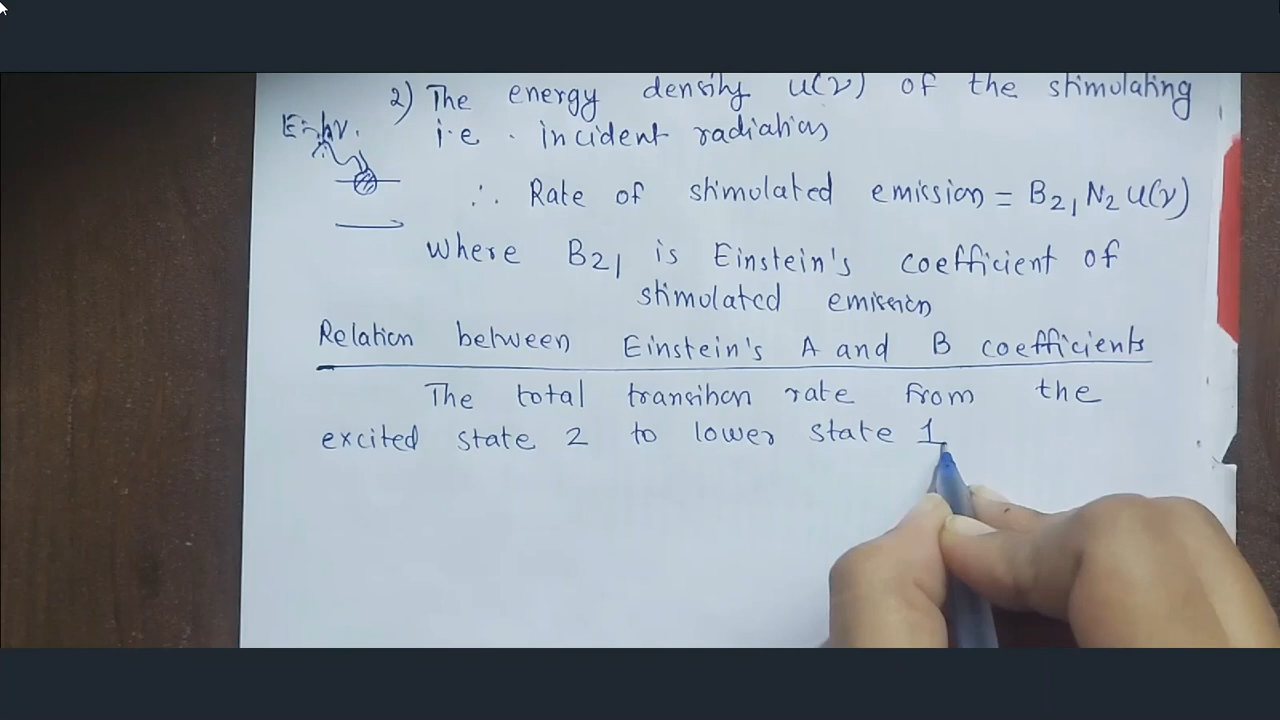 2) The energy density u(ν) of the stimulating
i.e. incident radiation
E=hν.
∴ Rate of stimulated emission = B₂₁ N₂ u(ν)
where B₂₁ is Einstein's coefficient of
stimulated emission
Relation between Einstein's A and B coefficients
The total transition rate from the
excited state 2 to lower state 1